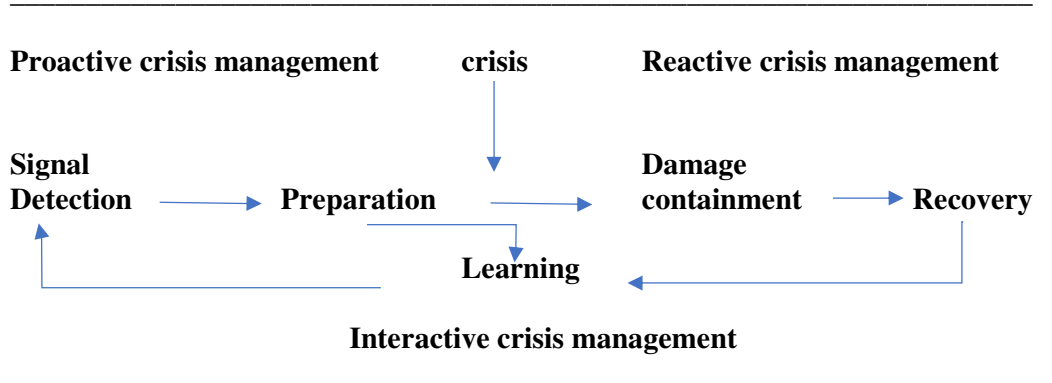 Proactive crisis management crisis Reactive crisis management
Signal Damage
Detection Preparation containment Recovery
Learning
Interactive crisis management